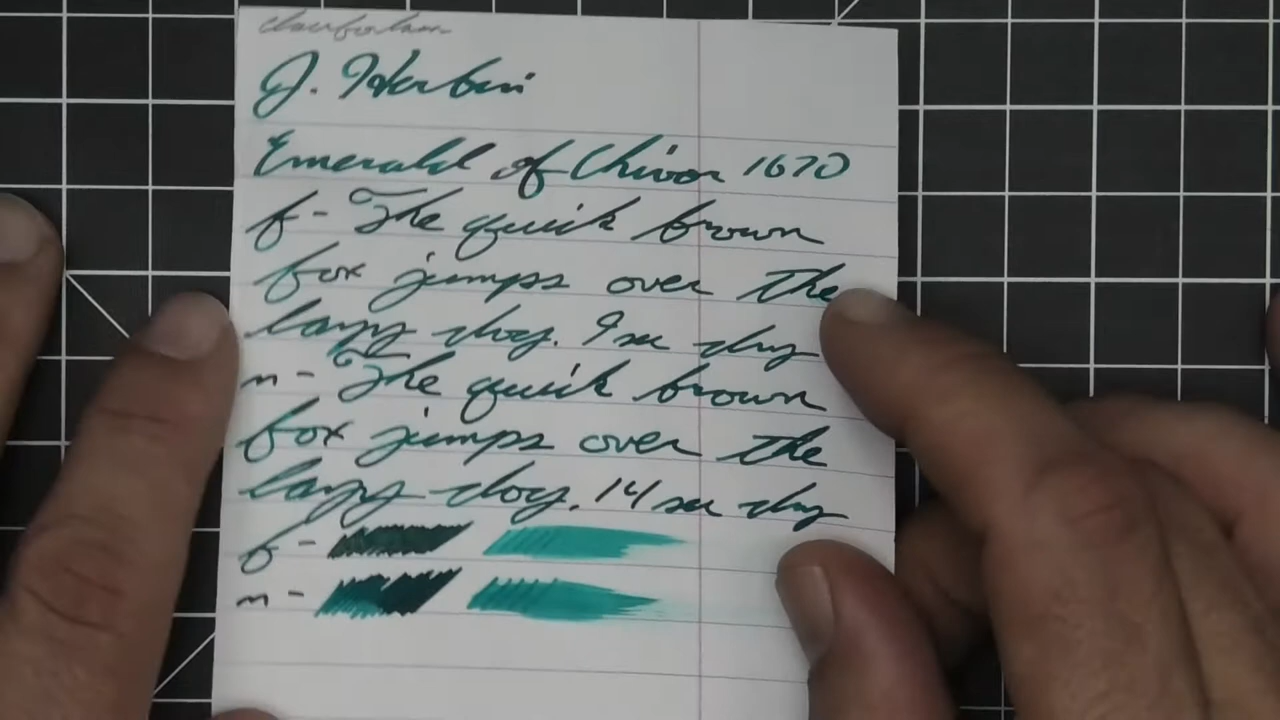 J. Herbin
Emerald of Chivor 1670
f - The quick brown
fox jumps over the
lazy dog. 9 sec dry
m - The quick brown
fox jumps over the
lazy dog. 14 sec dry
f -
m -